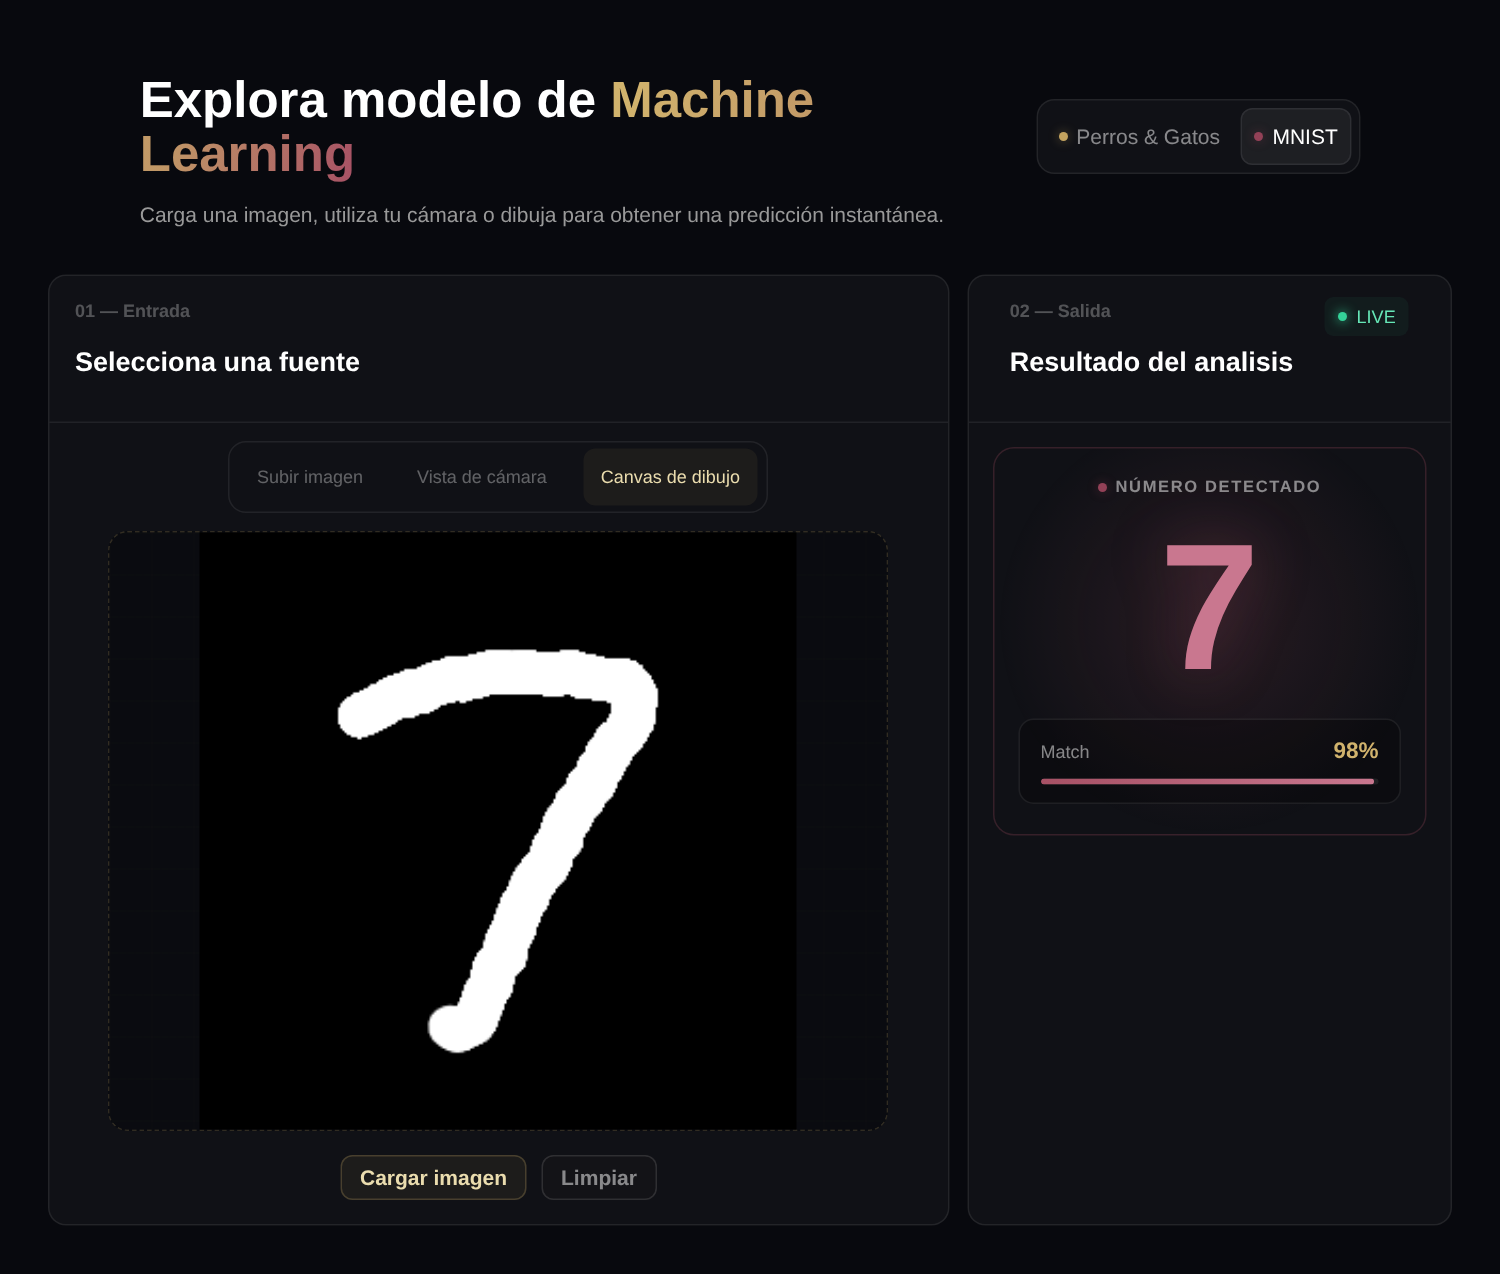 Explora modelo de Machine
Learning
Carga una imagen, utiliza tu cámara o dibuja para obtener una predicción instantánea.
Perros & Gatos
MNIST
01 — Entrada
Selecciona una fuente
Subir imagen
Vista de cámara
Canvas de dibujo
7
Cargar imagen
Limpiar
02 — Salida
LIVE
Resultado del analisis
NÚMERO DETECTADO
7
Match
98%